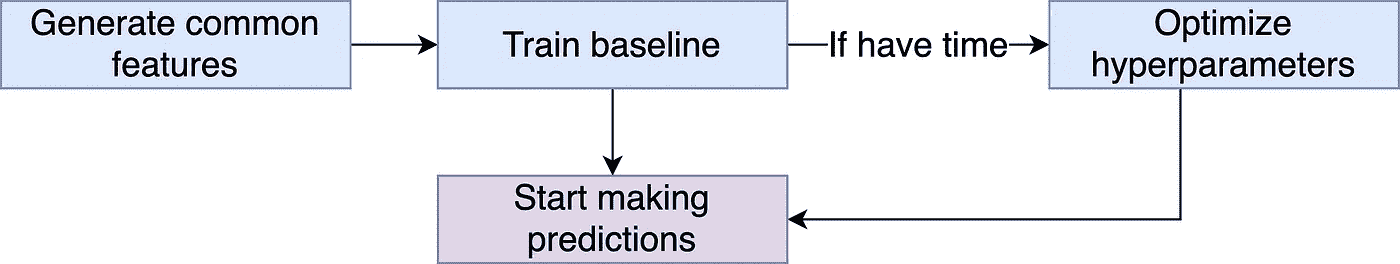 Generate common
features
Train baseline
If have time
Optimize
hyperparameters
Start making
predictions